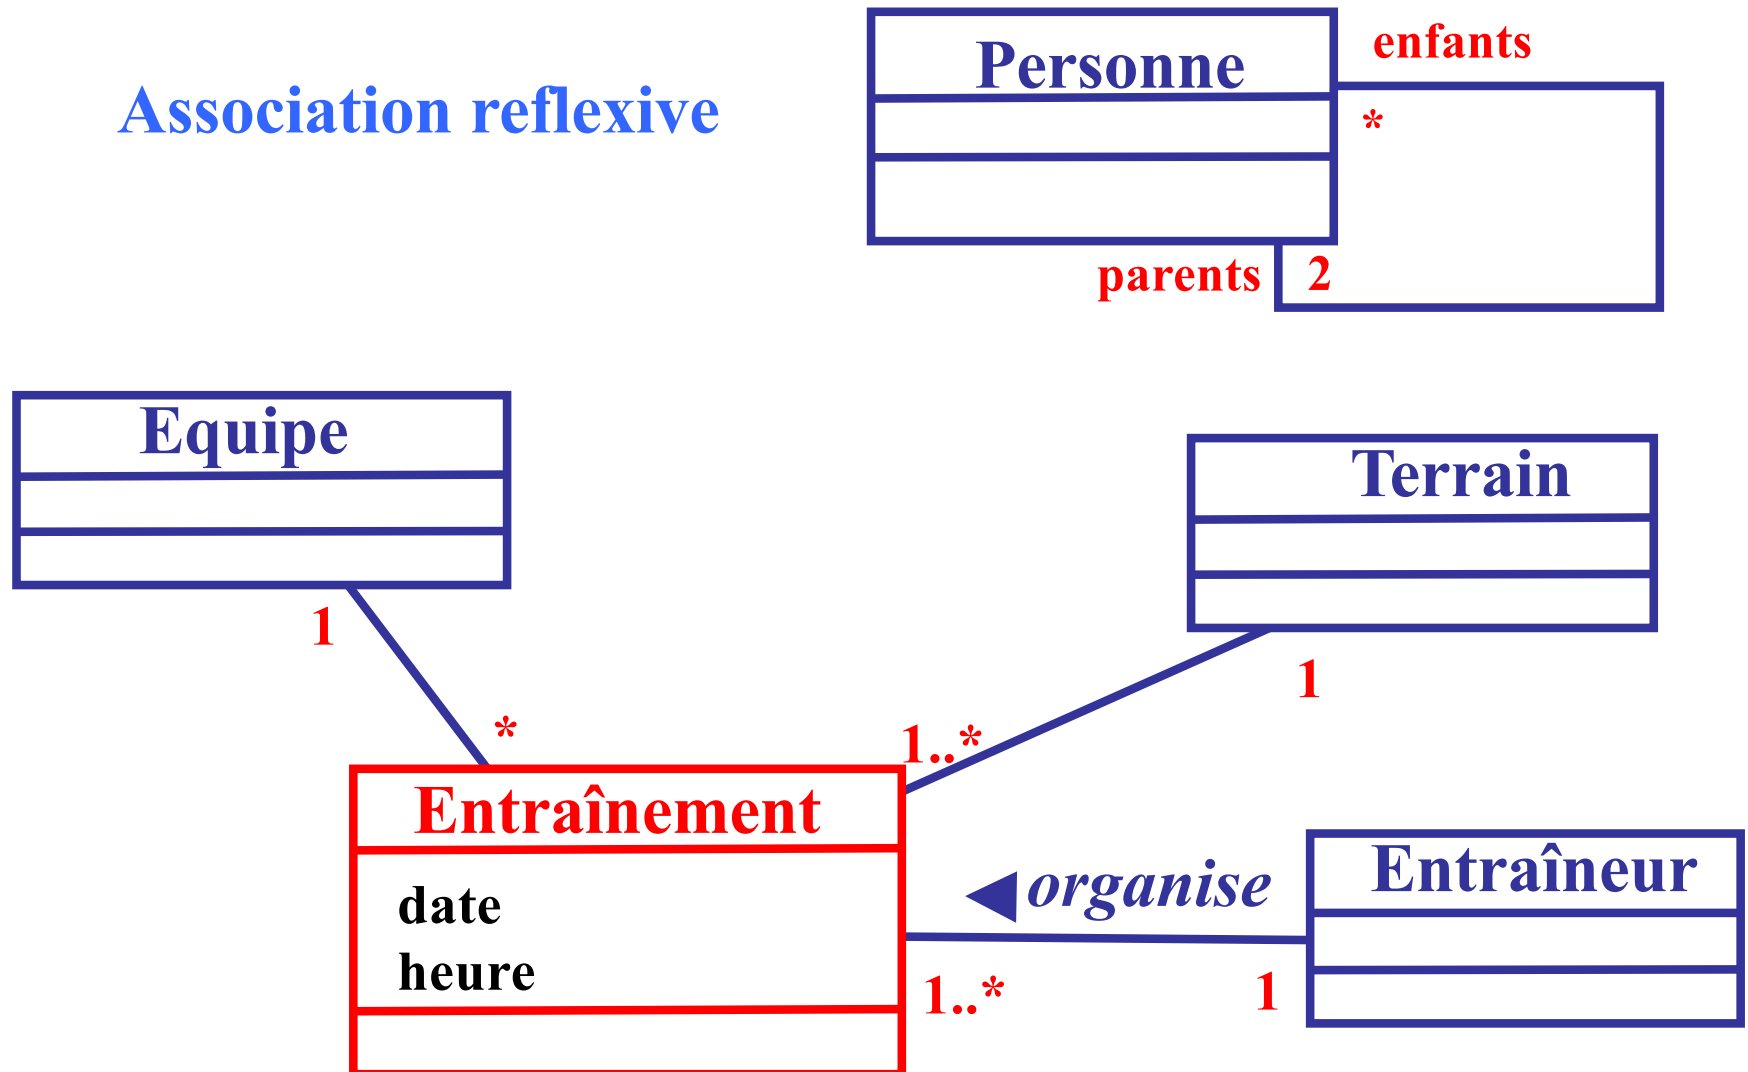 Personne
enfants
Association reflexive
*
parents 2
Equipe
Terrain
1
1
*
1..*
Entraînement
date
heure
organise
Entraîneur
1..*
1